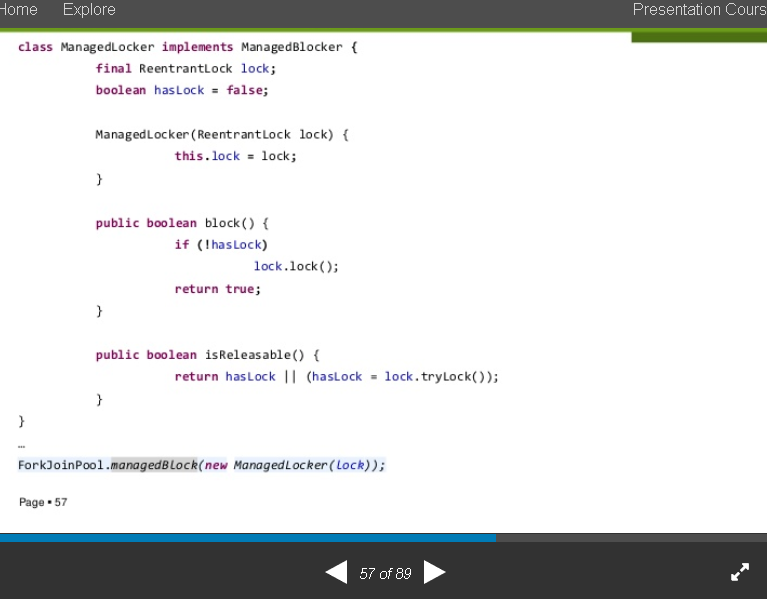 Home Explore Presentation Cours
class ManagedLocker implements ManagedBlocker {
final ReentrantLock lock;
boolean hasLock = false;
ManagedLocker(ReentrantLock lock) {
this.lock = lock;
}
public boolean block() {
if (!hasLock)
lock.lock();
return true;
}
public boolean isReleasable() {
return hasLock || (hasLock = lock.tryLock());
}
}
…
ForkJoinPool.managedBlock(new ManagedLocker(lock));
Page ▪ 57
57 of 89